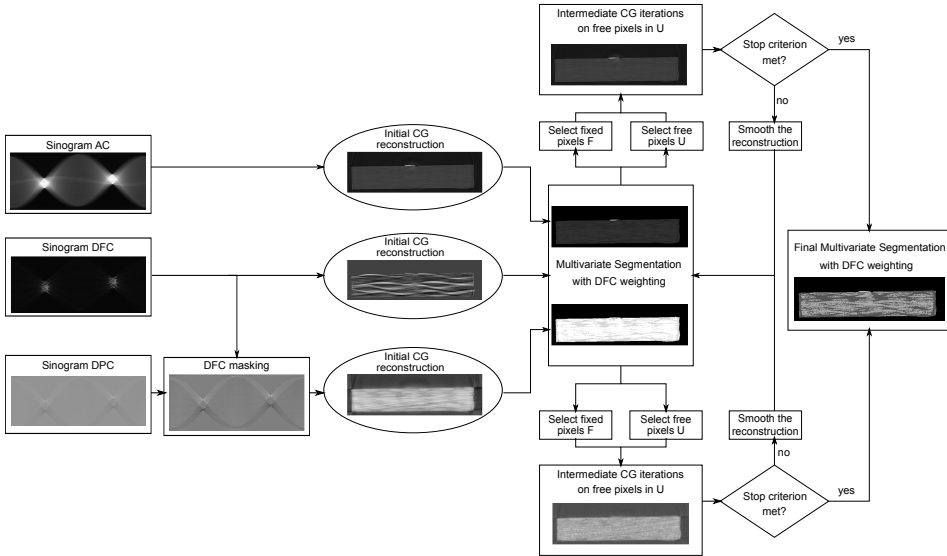 Intermediate CG iterations
on free pixels in U
Stop criterion
met?
yes
no
Select fixed
pixels F
Select free
pixels U
Smooth the
reconstruction
Sinogram AC
Initial CG
reconstruction
Sinogram DFC
Initial CG
reconstruction
Multivariate Segmentation
with DFC weighting
Final Multivariate Segmentation
with DFC weighting
Sinogram DPC
DFC masking
Initial CG
reconstruction
Select fixed
pixels F
Select free
pixels U
Smooth the
reconstruction
no
Intermediate CG iterations
on free pixels in U
Stop criterion
met?
yes